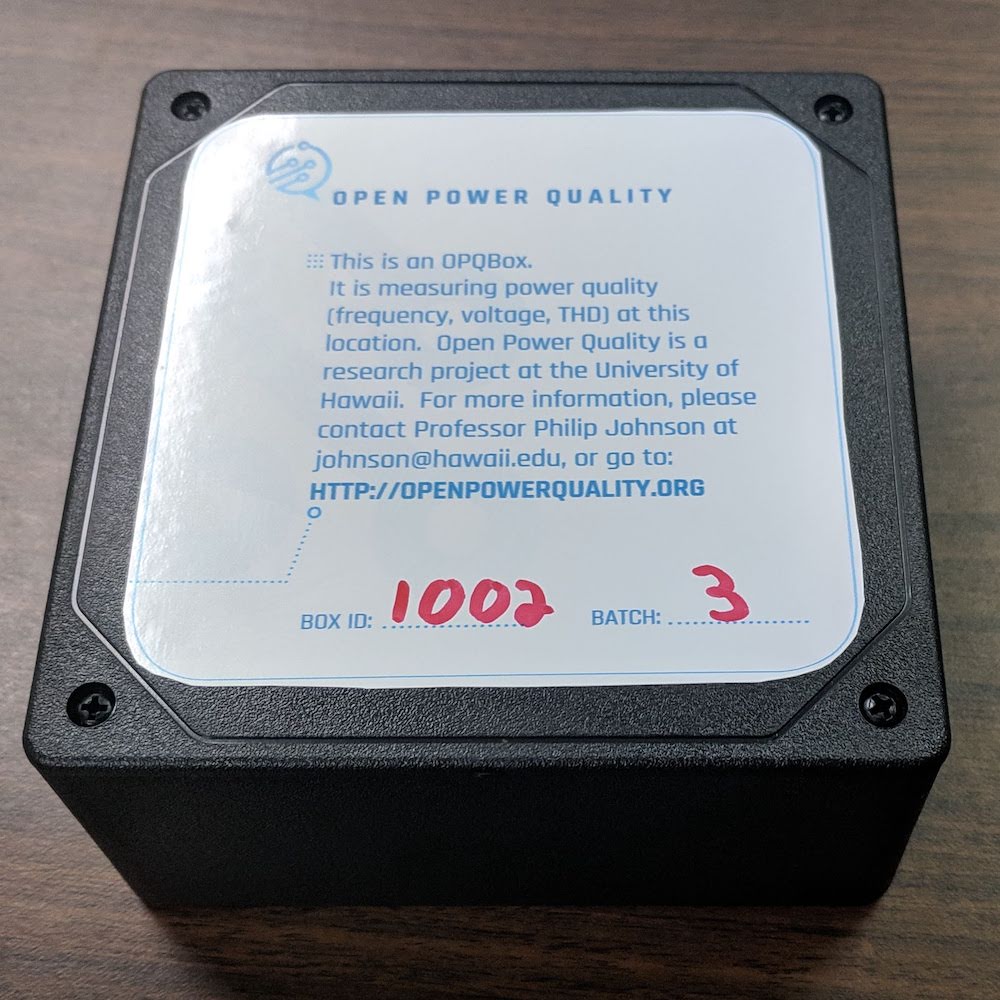 OPEN POWER QUALITY
This is an OPQBox.
It is measuring power quality
(frequency, voltage, THD) at this
location. Open Power Quality is a
research project at the University of
Hawaii. For more information, please
contact Professor Philip Johnson at
johnson@hawaii.edu, or go to:
HTTP://OPENPOWERQUALITY.ORG
BOX ID: 1002 BATCH: 3